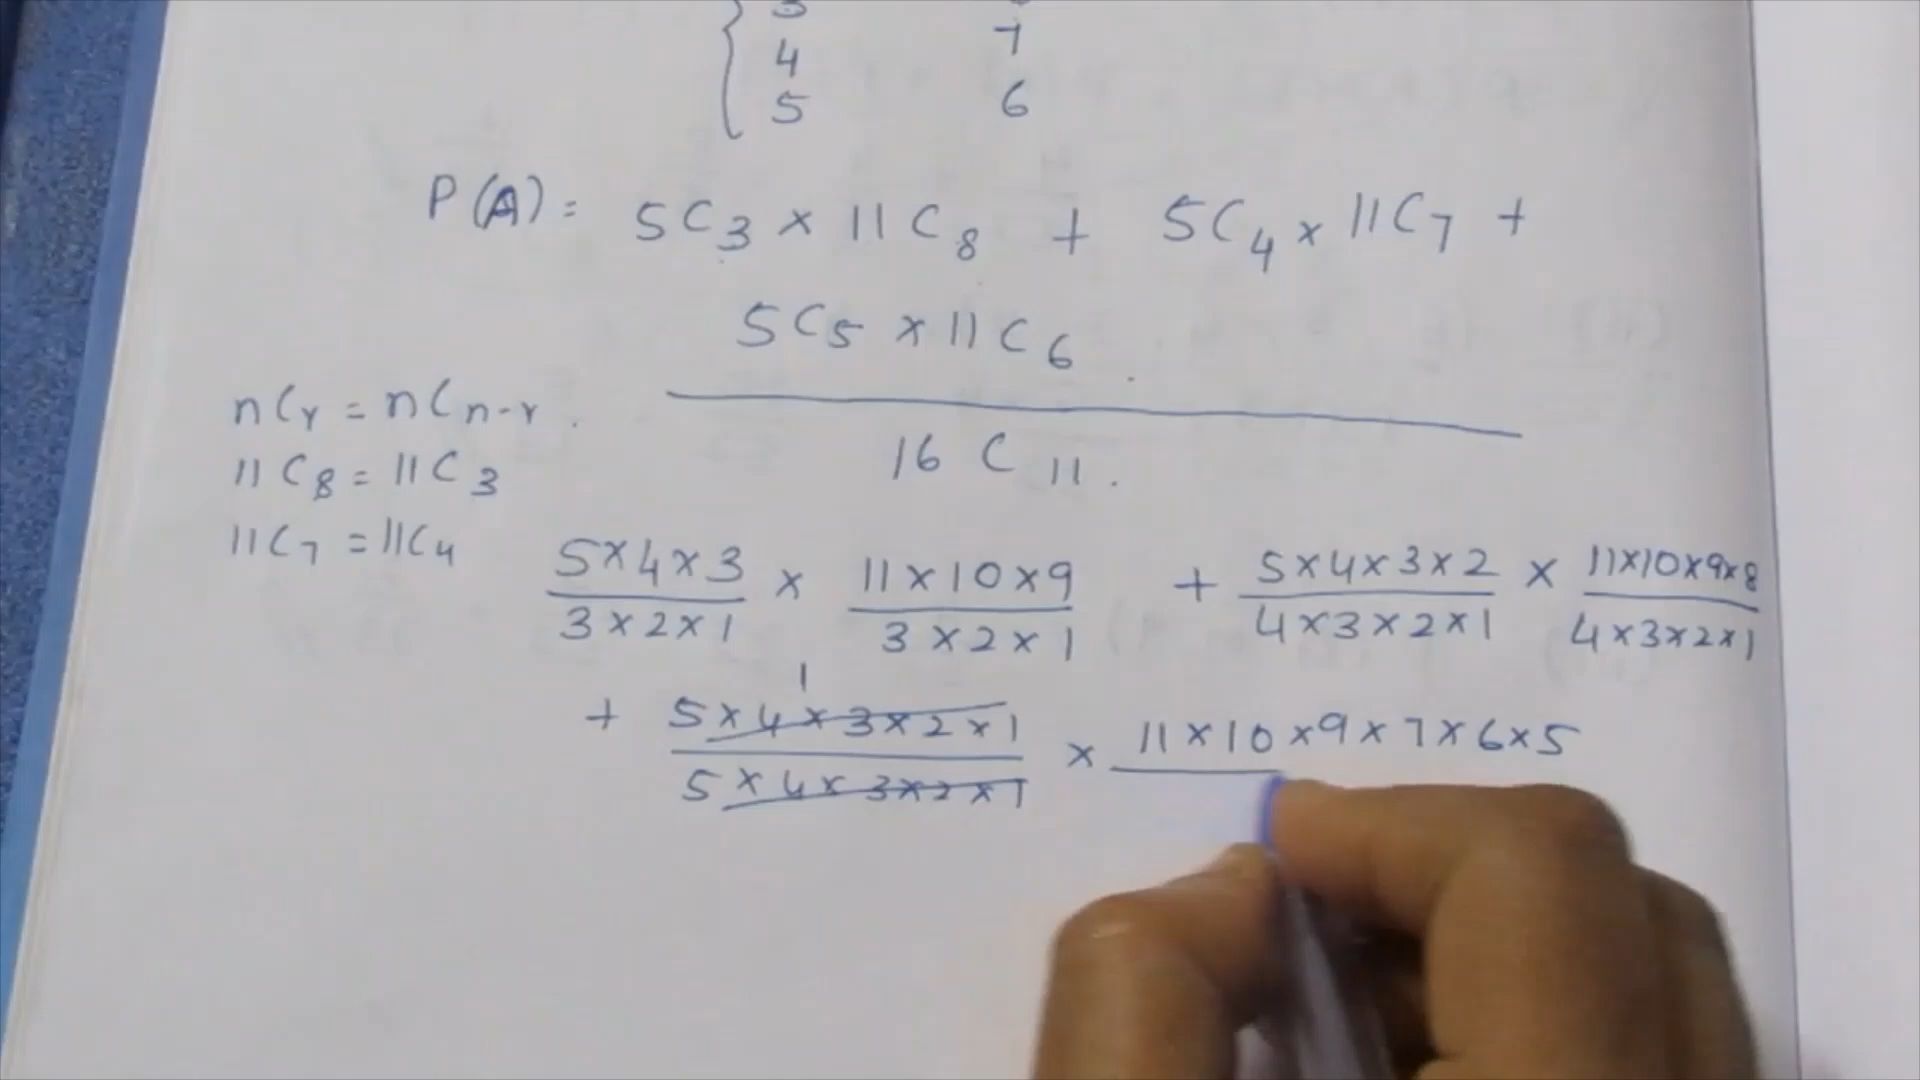 4 7
5 6
P(A) = 5C3 × 11C8 + 5C4 × 11C7 +
5C5 × 11C6
16 C 11.
nCr = nCn-r.
11C8 = 11C3
11C7 = 11C4
5×4×3 × 11×10×9 + 5×4×3×2 × 11×10×9×8
3×2×1 3×2×1 4×3×2×1 4×3×2×1
1
+ 5×4×3×2×1 × 11×10×9×7×6×5
5×4×3×2×1